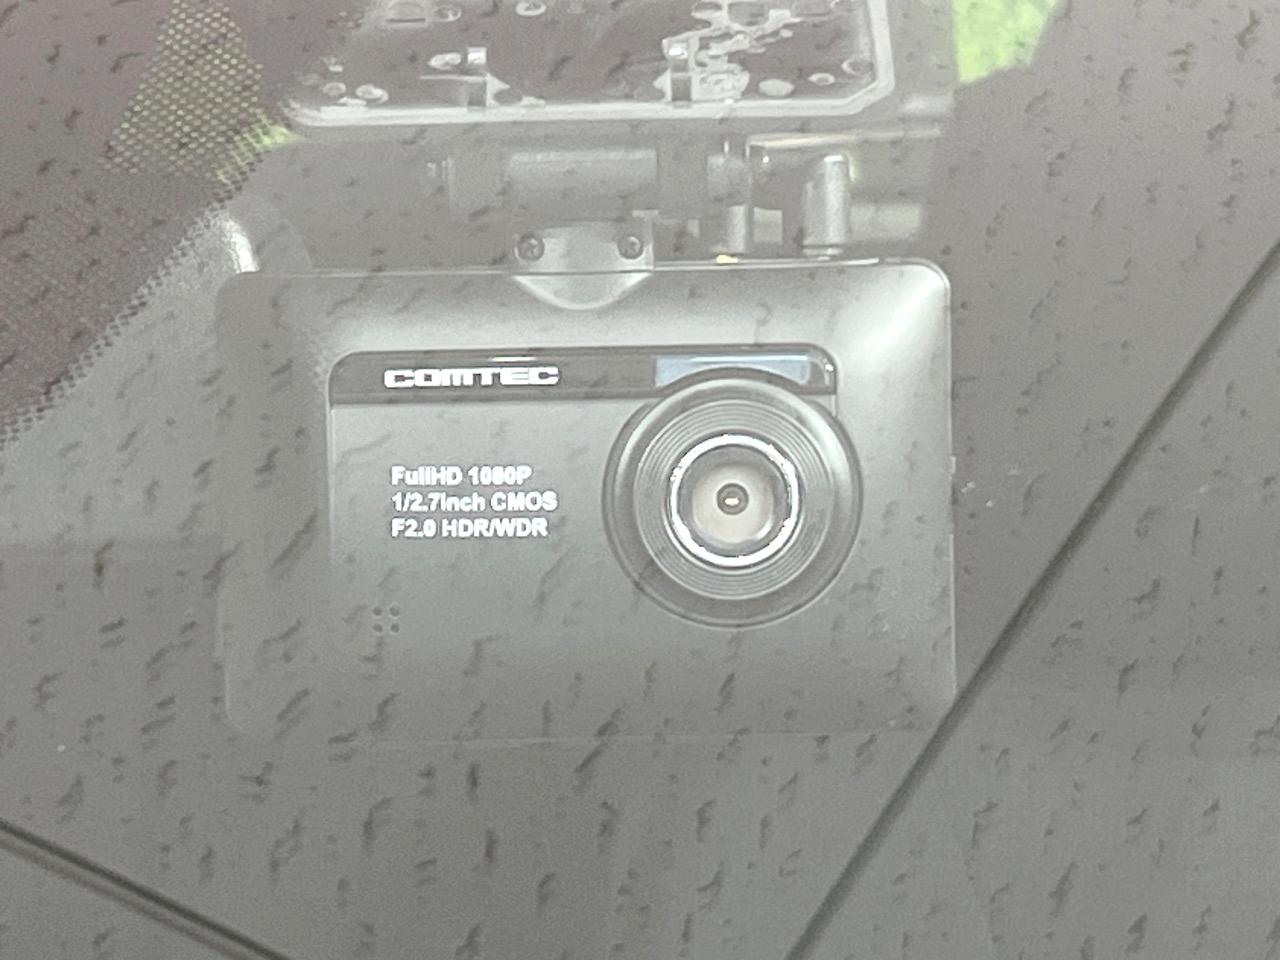 COMTEC
FullHD 1080P
1/2.7inch CMOS
F2.0 HDR/WDR